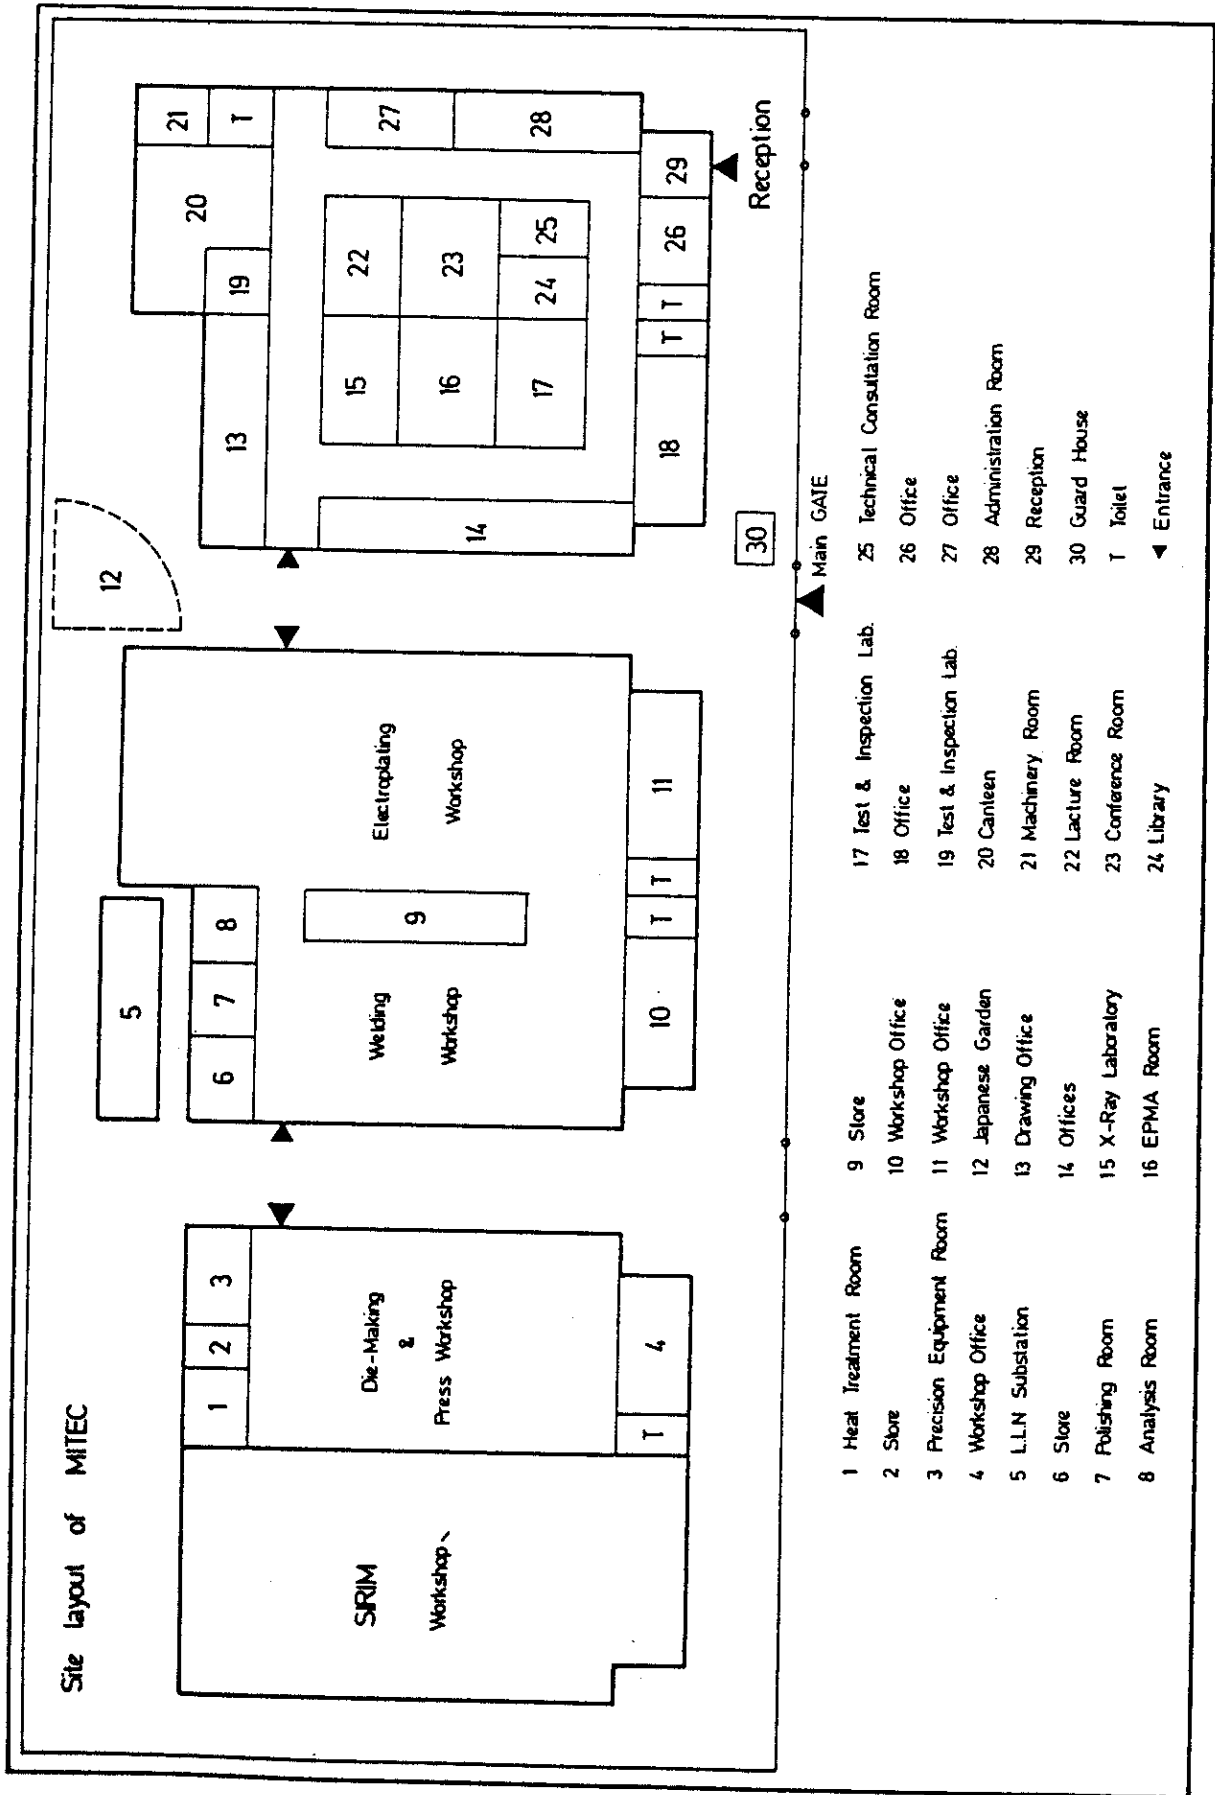 Site layout of MITEC
5
12
21
T
20
19
13
1
2
3
6
7
8
SIRIM
Workshop
Die-Making
&
Press Workshop
Welding
Workshop
9
Electroplating
Workshop
14
15
16
17
22
23
24
25
27
28
T
4
10
T
T
11
18
T
T
26
29
Reception
30
Main GATE
1 Heat Treatment Room
2 Store
3 Precision Equipment Room
4 Workshop Office
5 L.L.N Substation
6 Store
7 Polishing Room
8 Analysis Room
9 Store
10 Workshop Office
11 Workshop Office
12 Japanese Garden
13 Drawing Office
14 Offices
15 X-Ray Laboratory
16 EPMA Room
17 Test & Inspection Lab.
18 Office
19 Test & Inspection Lab.
20 Canteen
21 Machinery Room
22 Lacture Room
23 Conference Room
24 Library
25 Technical Consultation Room
26 Office
27 Office
28 Administration Room
29 Reception
30 Guard House
T Toilet
◀ Entrance